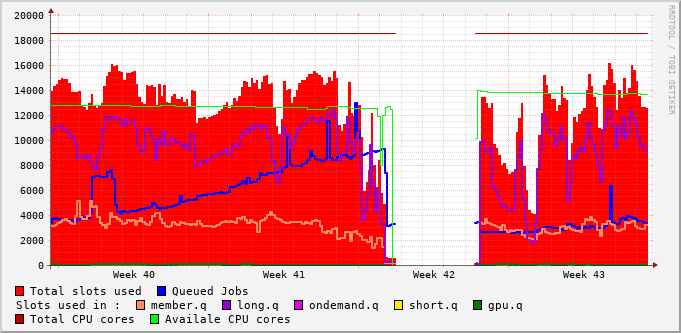 20000
18000
16000
14000
12000
10000
8000
6000
4000
2000
0
Week 40 Week 41 Week 42 Week 43
Total slots used Queued Jobs
Slots used in : member.q long.q ondemand.q short.q gpu.q
Total CPU cores Availale CPU cores
RRDTOOL / TOBI OETIKER